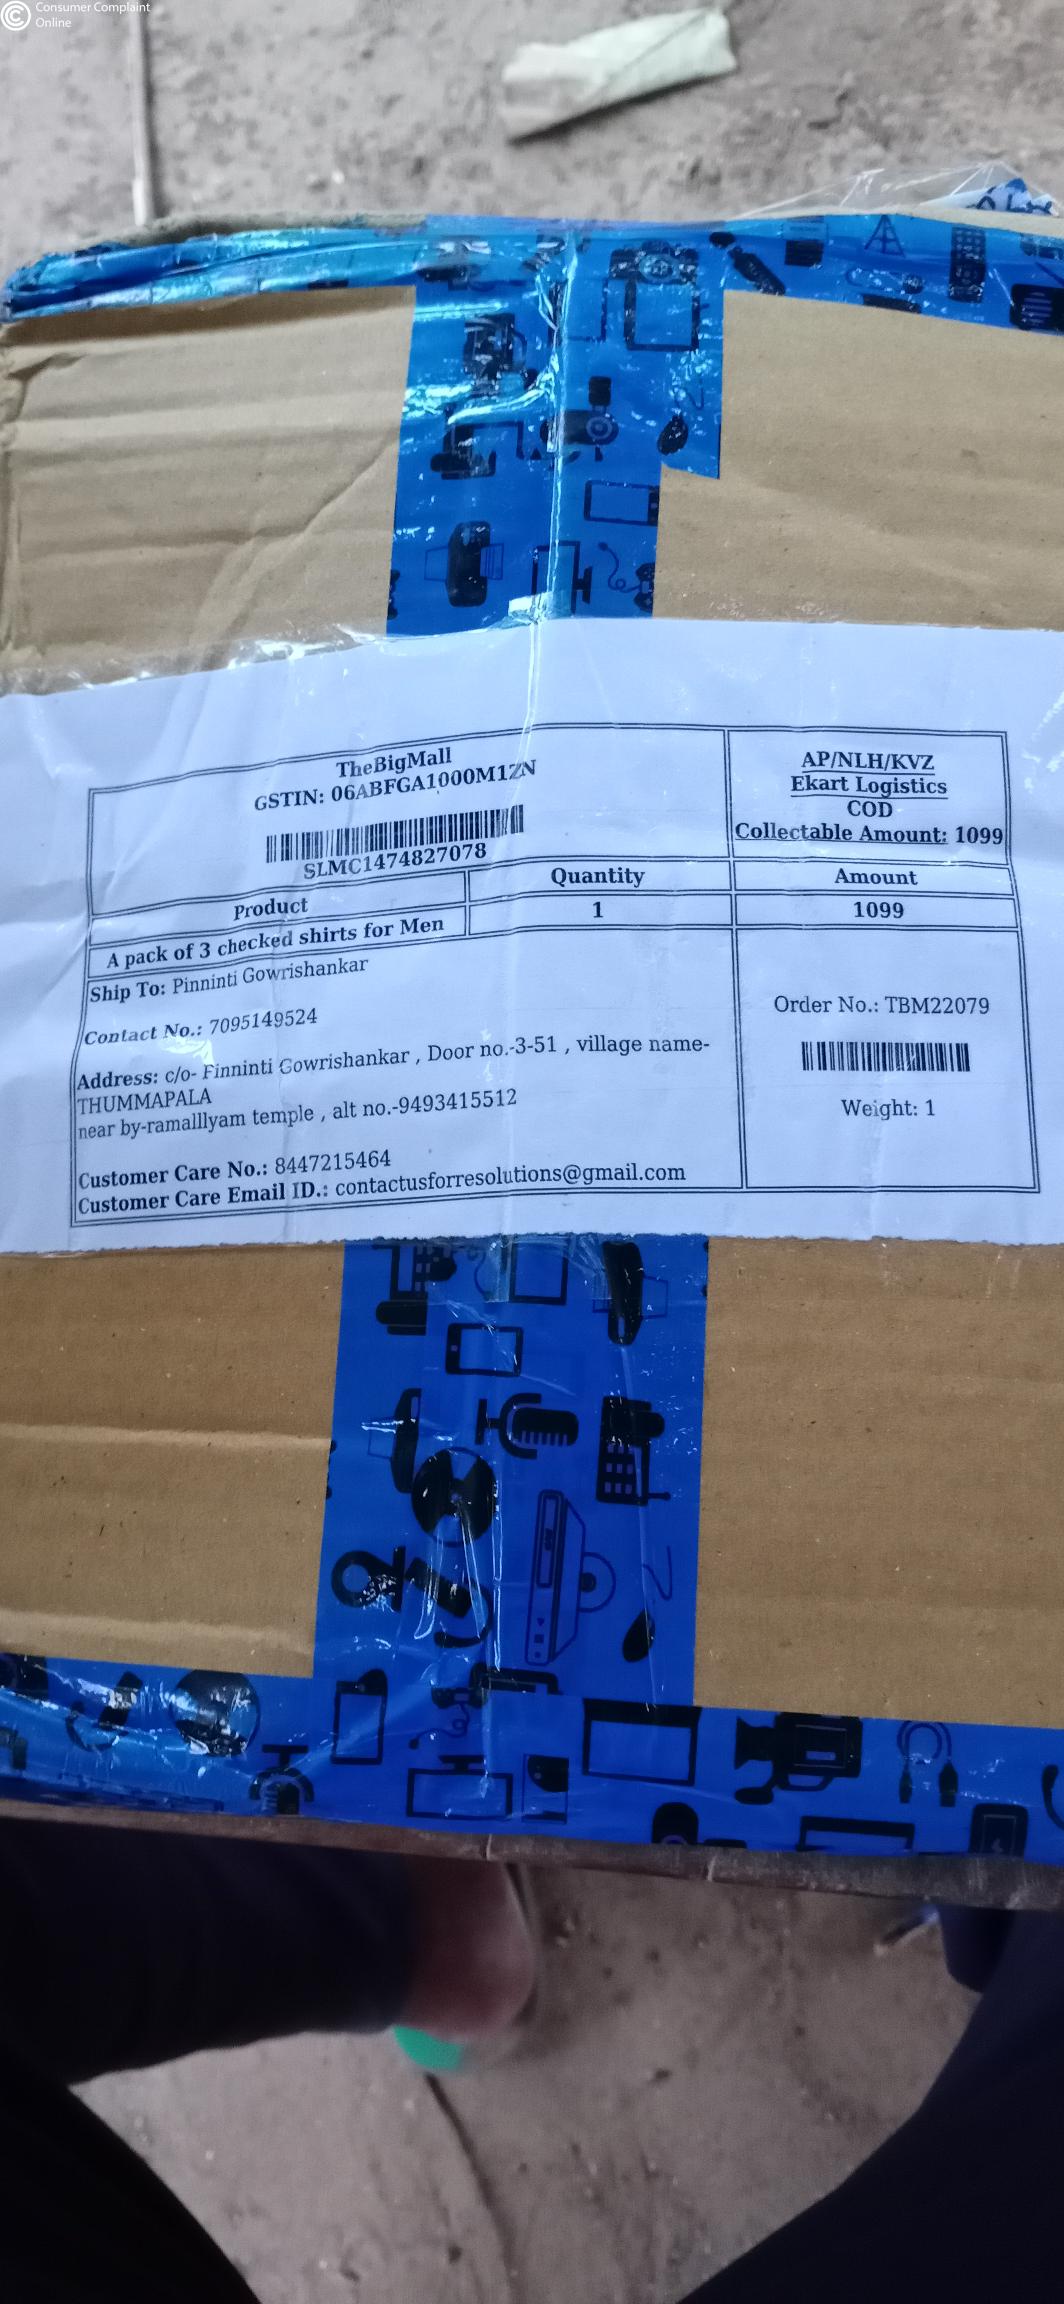 Consumer Complaint
Online
TheBigMall
GSTIN: 06ABFGA1000M1ZN
SLMC1474827078
AP/NLH/KVZ
Ekart Logistics
COD
Collectable Amount: 1099
Product Quantity Amount
A pack of 3 checked shirts for Men 1 1099
Ship To: Pinninti Gowrishankar
Contact No.: 7095149524
Address: c/o- Finninti Gowrishankar , Door no.-3-51 , village name-
THUMMAPALA
near by-ramalllyam temple , alt no.-9493415512
Customer Care No.: 8447215464
Customer Care Email ID.: contactusforresolutions@gmail.com
Order No.: TBM22079
Weight: 1